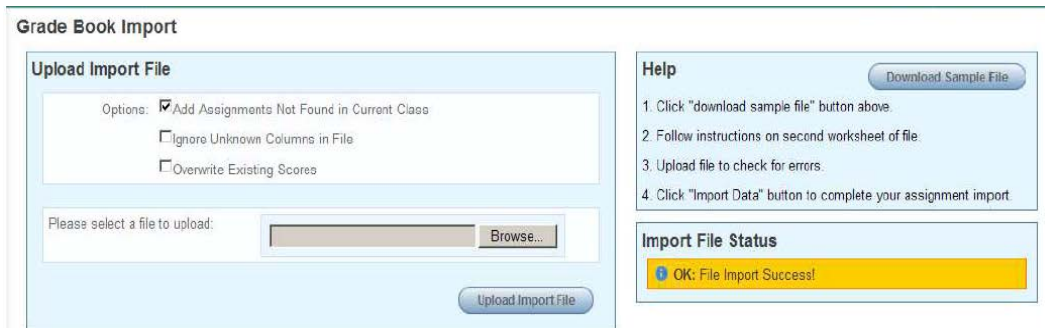 Grade Book Import
Upload Import File
Options: Add Assignments Not Found in Current Class
Ignore Unknown Columns in File
Overwrite Existing Scores
Please select a file to upload:
Browse...
Upload Import File
Help
Download Sample File
1. Click "download sample file" button above.
2. Follow instructions on second worksheet of file.
3. Upload file to check for errors.
4. Click "Import Data" button to complete your assignment import
Import File Status
OK: File Import Success!